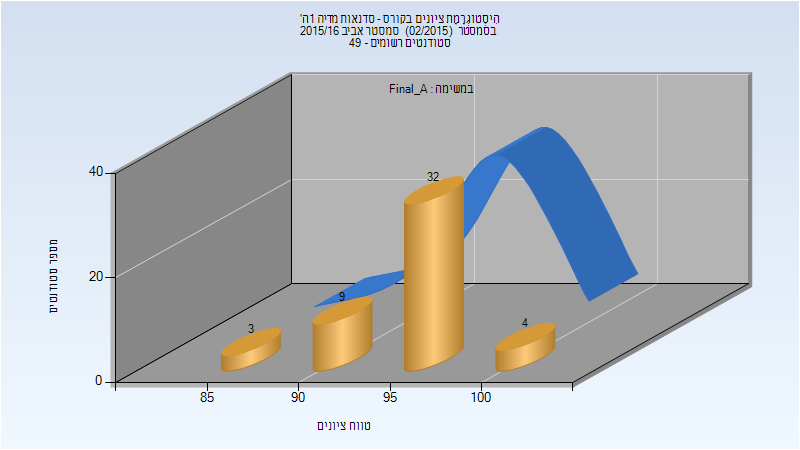 היסטוגרמת ציונים בקורס - סדנאות מדיה 1ה'
בסמסטר (02/2015) סמסטר אביב 2015/16
סטודנטים רשומים - 49
במשימה : Final_A
40
20
0
מספר סטודנטים
3
9
32
4
85
90
95
100
טווח ציונים